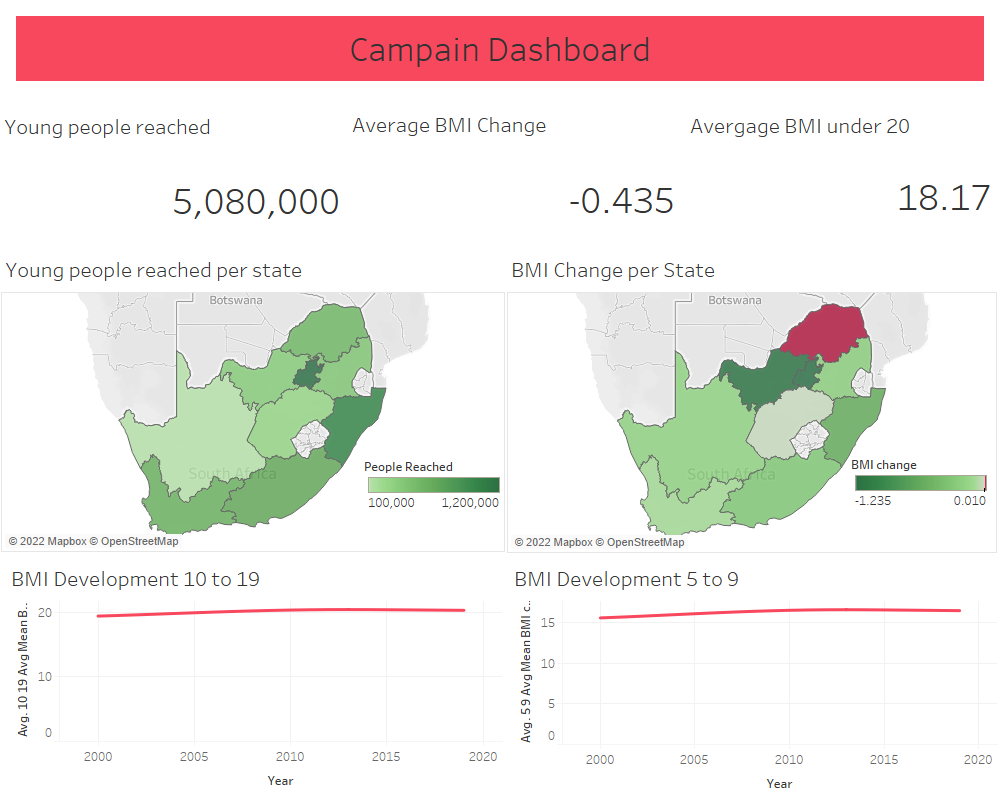 Campain Dashboard
Young people reached
Average BMI Change
Avergage BMI under 20
5,080,000
-0.435
18.17
Young people reached per state
BMI Change per State
Botswana
South Africa
People Reached
100,000
1,200,000
© 2022 Mapbox © OpenStreetMap
Botswana
South Africa
BMI change
-1.235
0.010
© 2022 Mapbox © OpenStreetMap
BMI Development 10 to 19
Avg. 10 19 Avg Mean B..
20
10
0
2000
2005
2010
2015
2020
Year
BMI Development 5 to 9
Avg. 5 9 Avg Mean BMI c..
15
10
5
0
2000
2005
2010
2015
2020
Year